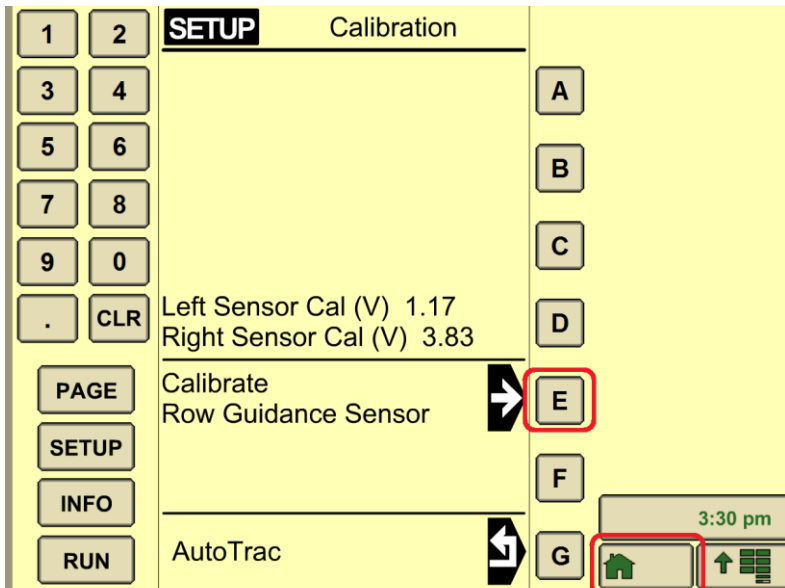 SETUP Calibration
1 2
3 4
5 6
7 8
9 0
. CLR
PAGE
SETUP
INFO
RUN
Left Sensor Cal (V) 1.17
Right Sensor Cal (V) 3.83
Calibrate
Row Guidance Sensor
AutoTrac
A
B
C
D
E
F
G
3:30 pm